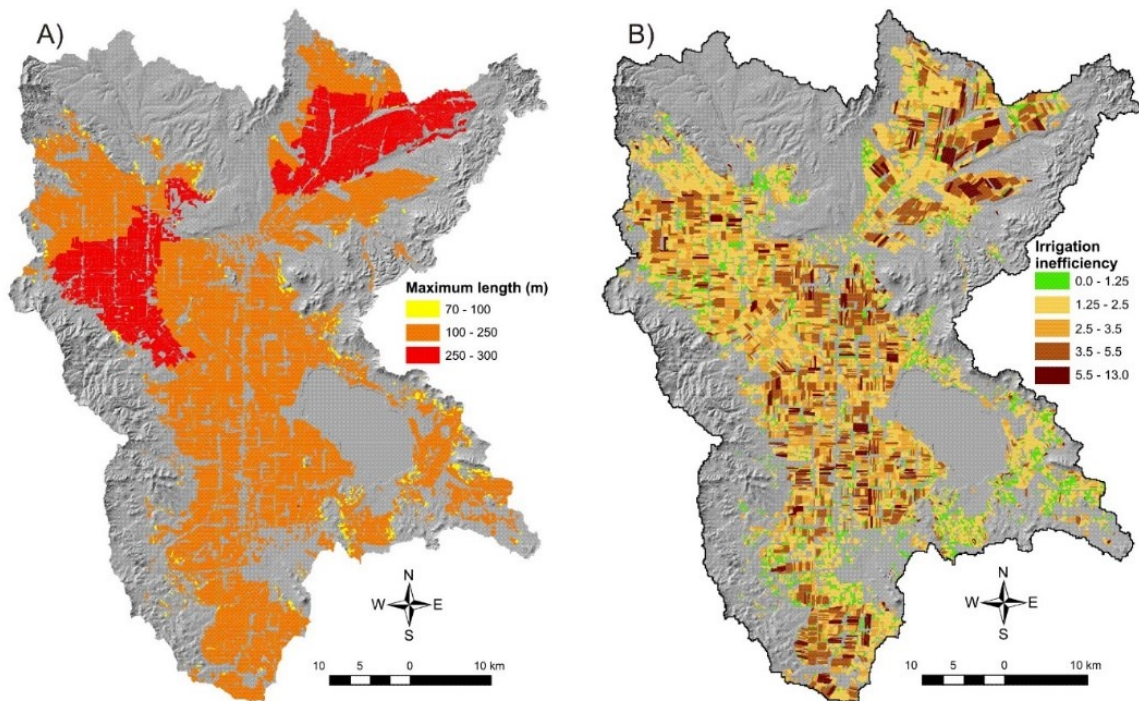 A)
Maximum length (m)
70 - 100
100 - 250
250 - 300
N
W E
S
10 5 0 10 km
B)
Irrigation
inefficiency
0.0 - 1.25
1.25 - 2.5
2.5 - 3.5
3.5 - 5.5
5.5 - 13.0
N
W E
S
10 5 0 10 km